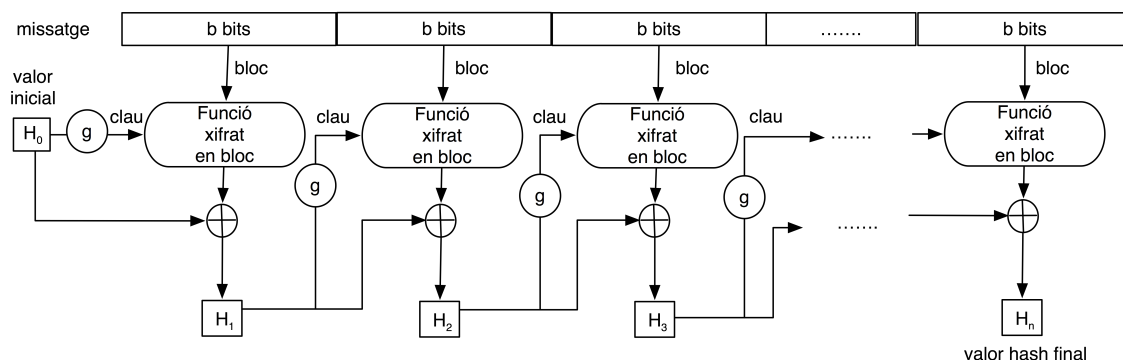 missatge b bits b bits b bits ....... b bits
bloc bloc bloc bloc
valor
inicial
clau clau clau clau
H₀ g
Funció
xifrat
en bloc
Funció
xifrat
en bloc
Funció
xifrat
en bloc
.......
Funció
xifrat
en bloc
g g g
.......
H₁ H₂ H₃ Hₙ
valor hash final